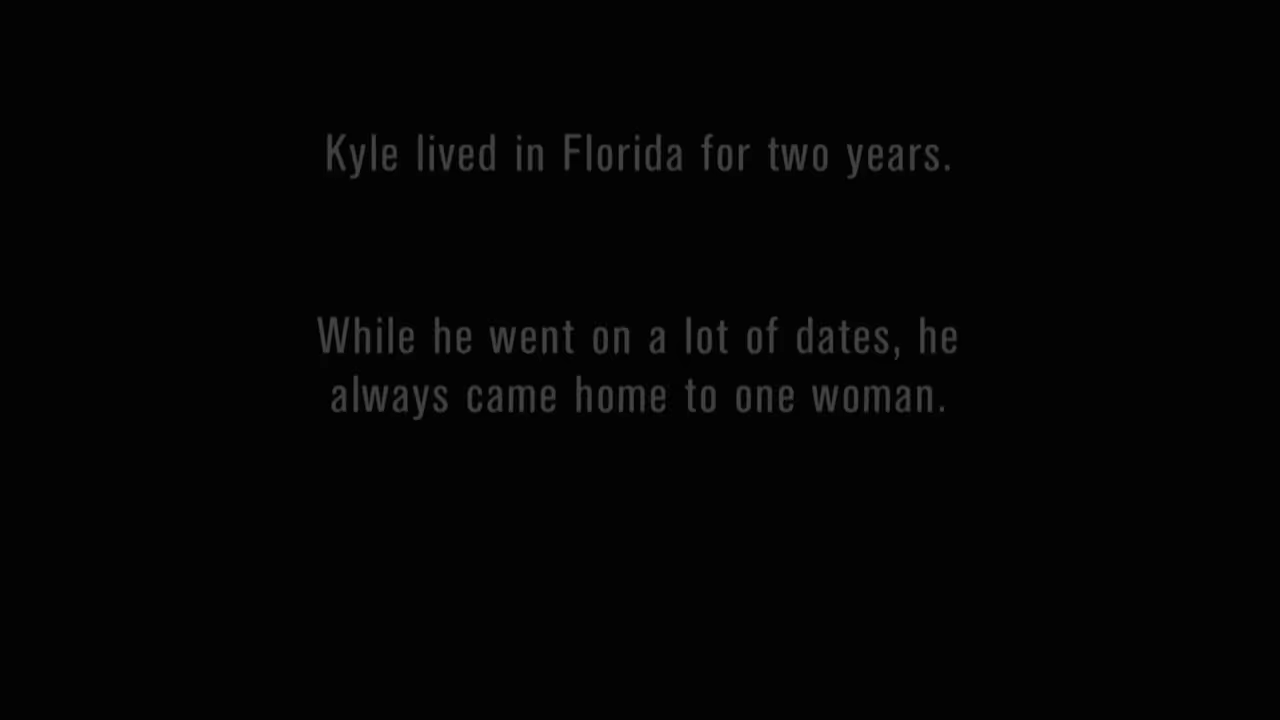 Kyle lived in Florida for two years.
While he went on a lot of dates, he
always came home to one woman.